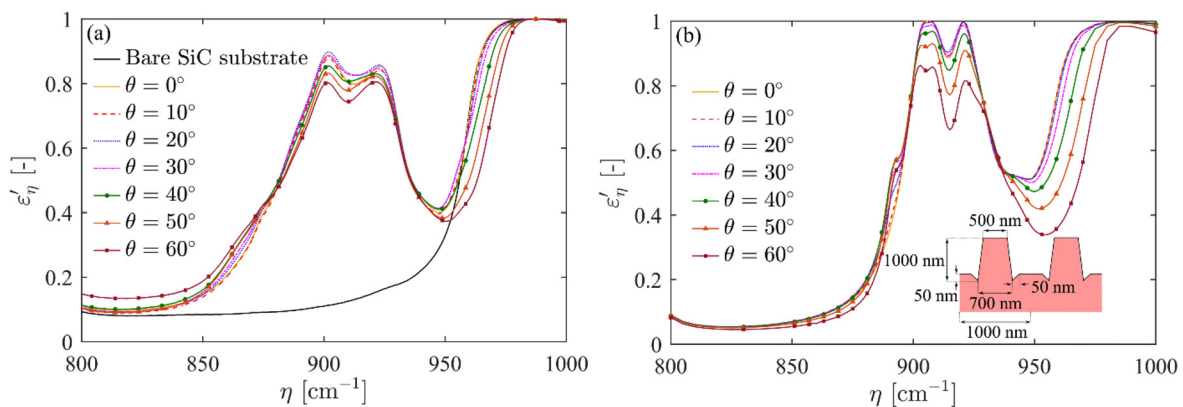 (a)
Bare SiC substrate
θ = 0°
θ = 10°
θ = 20°
θ = 30°
θ = 40°
θ = 50°
θ = 60°
1
0.8
0.6
0.4
0.2
0
ε′η [-]
800
850
900
950
1000
η [cm⁻¹]
(b)
θ = 0°
θ = 10°
θ = 20°
θ = 30°
θ = 40°
θ = 50°
θ = 60°
1
0.8
0.6
0.4
0.2
0
ε′η [-]
500 nm
1000 nm
50 nm
50 nm
700 nm
1000 nm
800
850
900
950
1000
η [cm⁻¹]